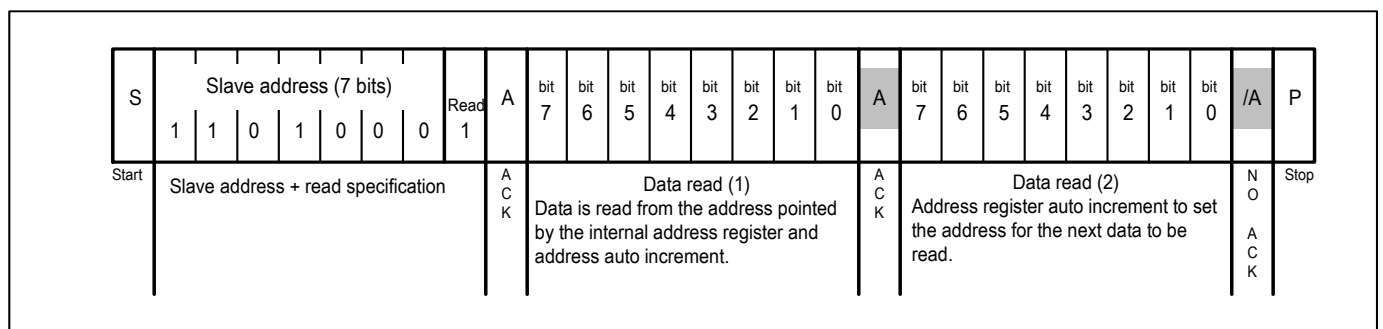 S Slave address (7 bits) Read A bit bit bit bit bit bit bit bit A bit bit bit bit bit bit bit bit /A P
1 1 0 1 0 0 0 1 7 6 5 4 3 2 1 0 7 6 5 4 3 2 1 0
Start
Slave address + read specification
A
C
K
Data read (1)
Data is read from the address pointed
by the internal address register and
address auto increment.
A
C
K
Data read (2)
Address register auto increment to set
the address for the next data to be
read.
N
O
A
C
K
Stop